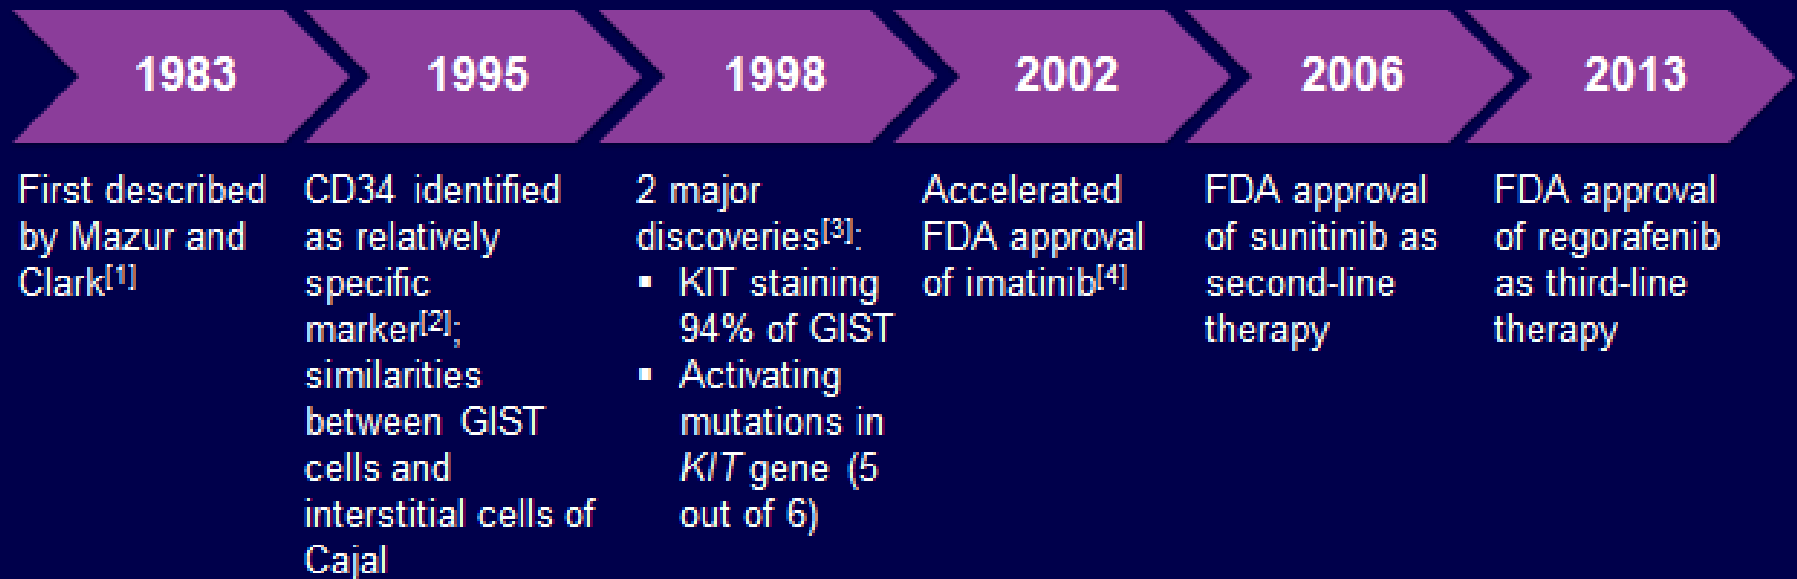 1983
1995
1998
2002
2006
2013
First described
by Mazur and
Clark[1]
CD34 identified
as relatively
specific
marker[2];
similarities
between GIST
cells and
interstitial cells of
Cajal
2 major
discoveries[3]:
▪ KIT staining
94% of GIST
▪ Activating
mutations in
KIT gene (5
out of 6)
Accelerated
FDA approval
of imatinib[4]
FDA approval
of sunitinib as
second-line
therapy
FDA approval
of regorafenib
as third-line
therapy